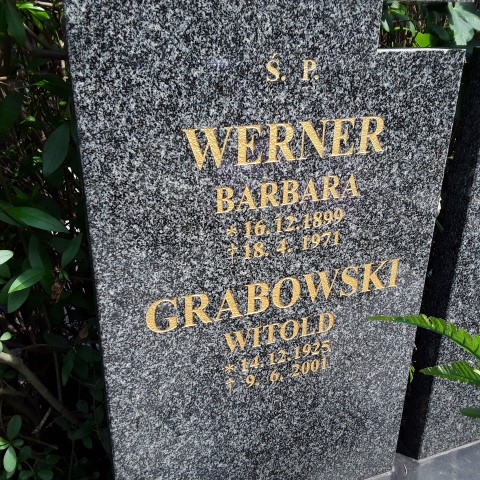 Ś. P.
WERNER
BARBARA
* 16.12.1899
† 18. 4. 1971
GRABOWSKI
WITOLD
* 14.12.1925
† 9. 6. 2001